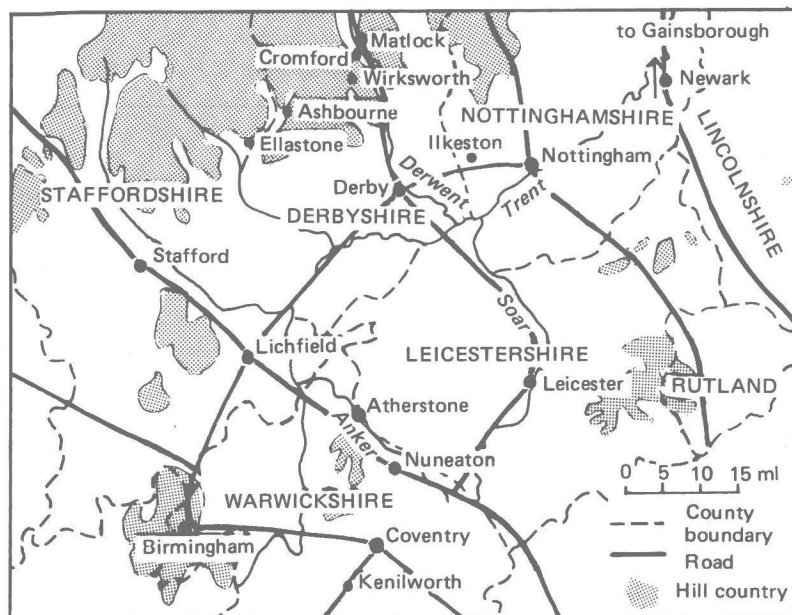 Matlock
to Gainsborough
Cromford
Wirksworth
Newark
Ashbourne
NOTTINGHAMSHIRE
Ilkeston
Ellastone
Nottingham
LINCOLNSHIRE
Derwent
Derby
Trent
STAFFORDSHIRE
DERBYSHIRE
Stafford
Soar
Lichfield
LEICESTERSHIRE
Leicester
RUTLAND
Atherstone
Anker
Nuneaton
0 5 10 15 ml
WARWICKSHIRE
County
boundary
Coventry
Birmingham
Road
Kenilworth
Hill country